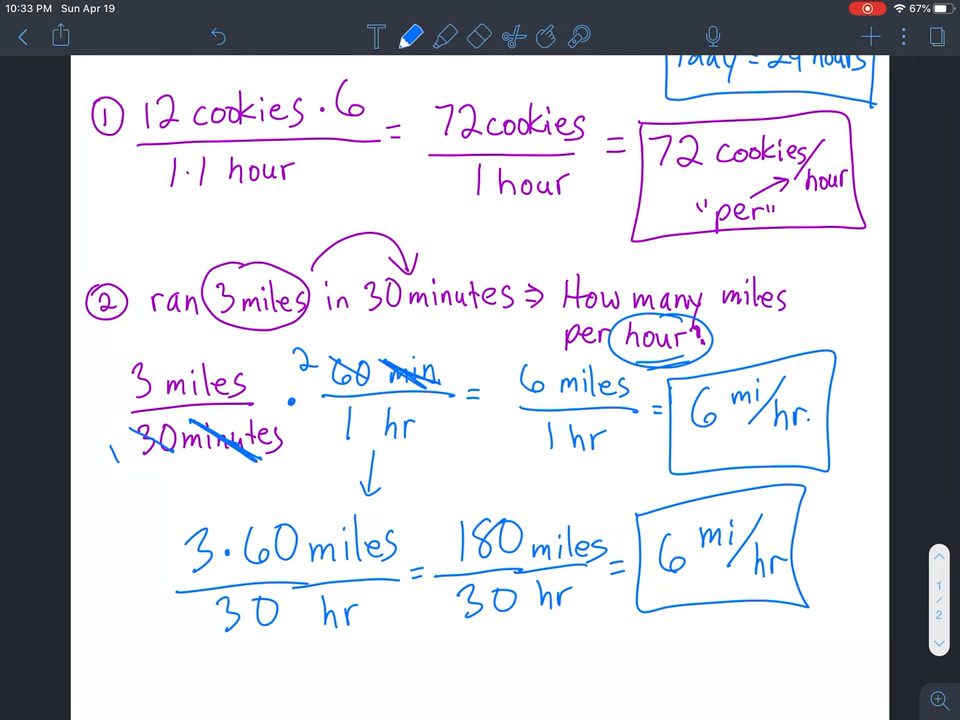 10:33 PM Sun Apr 19
67%
1 day = 24 hours
① 12 cookies · 6 / 1 · 1 hour = 72 cookies / 1 hour = 72 cookies/hour
"per"
② ran 3 miles in 30 minutes ⇒ How many miles
per hour?
3 miles / 30 minutes · 60 min / 1 hr = 6 miles / 1 hr = 6 mi/hr.
2
1
3 · 60 miles / 30 hr = 180 miles / 30 hr = 6 mi/hr
1
/
2